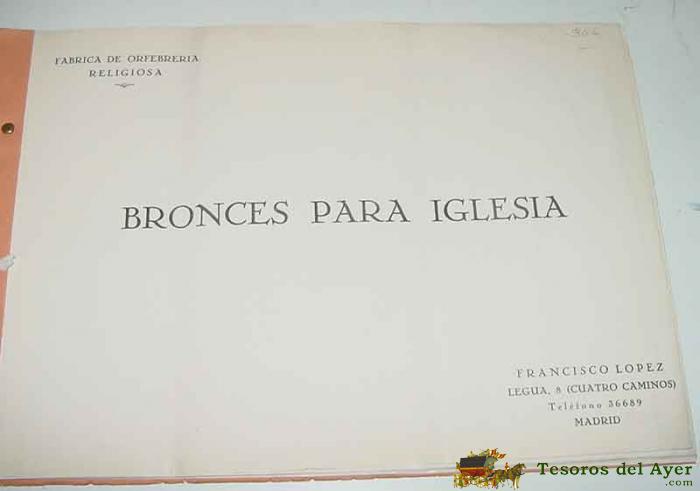 FABRICA DE ORFEBRERIA
RELIGIOSA
BRONCES PARA IGLESIA
FRANCISCO LOPEZ
LEGUA, 8 (CUATRO CAMINOS)
Teléfono 36689
MADRID
Tesoros del Ayer
.com